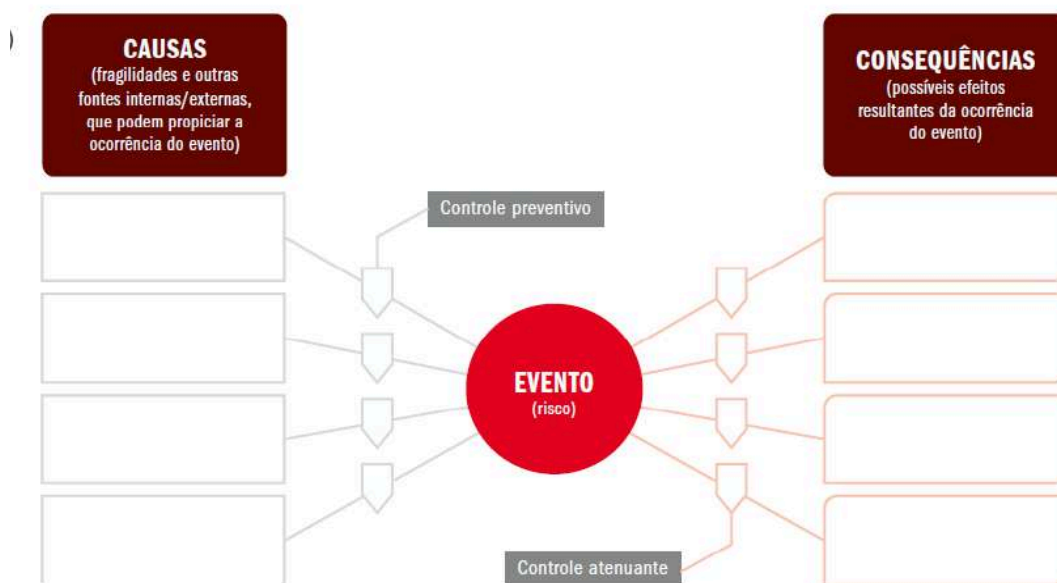 )
CAUSAS
(fragilidades e outras
fontes internas/externas,
que podem propiciar a
ocorrência do evento)
CONSEQUÊNCIAS
(possíveis efeitos
resultantes da ocorrência
do evento)
Controle preventivo
EVENTO
(risco)
Controle atenuante